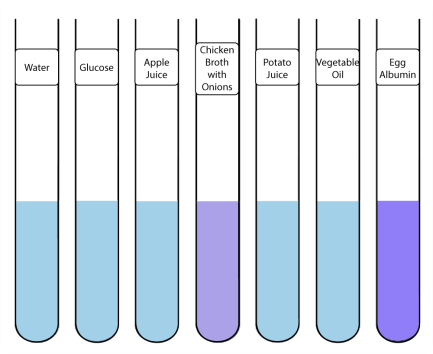 Water
Glucose
Apple
Juice
Chicken
Broth
with
Onions
Potato
Juice
Vegetable
Oil
Egg
Albumin